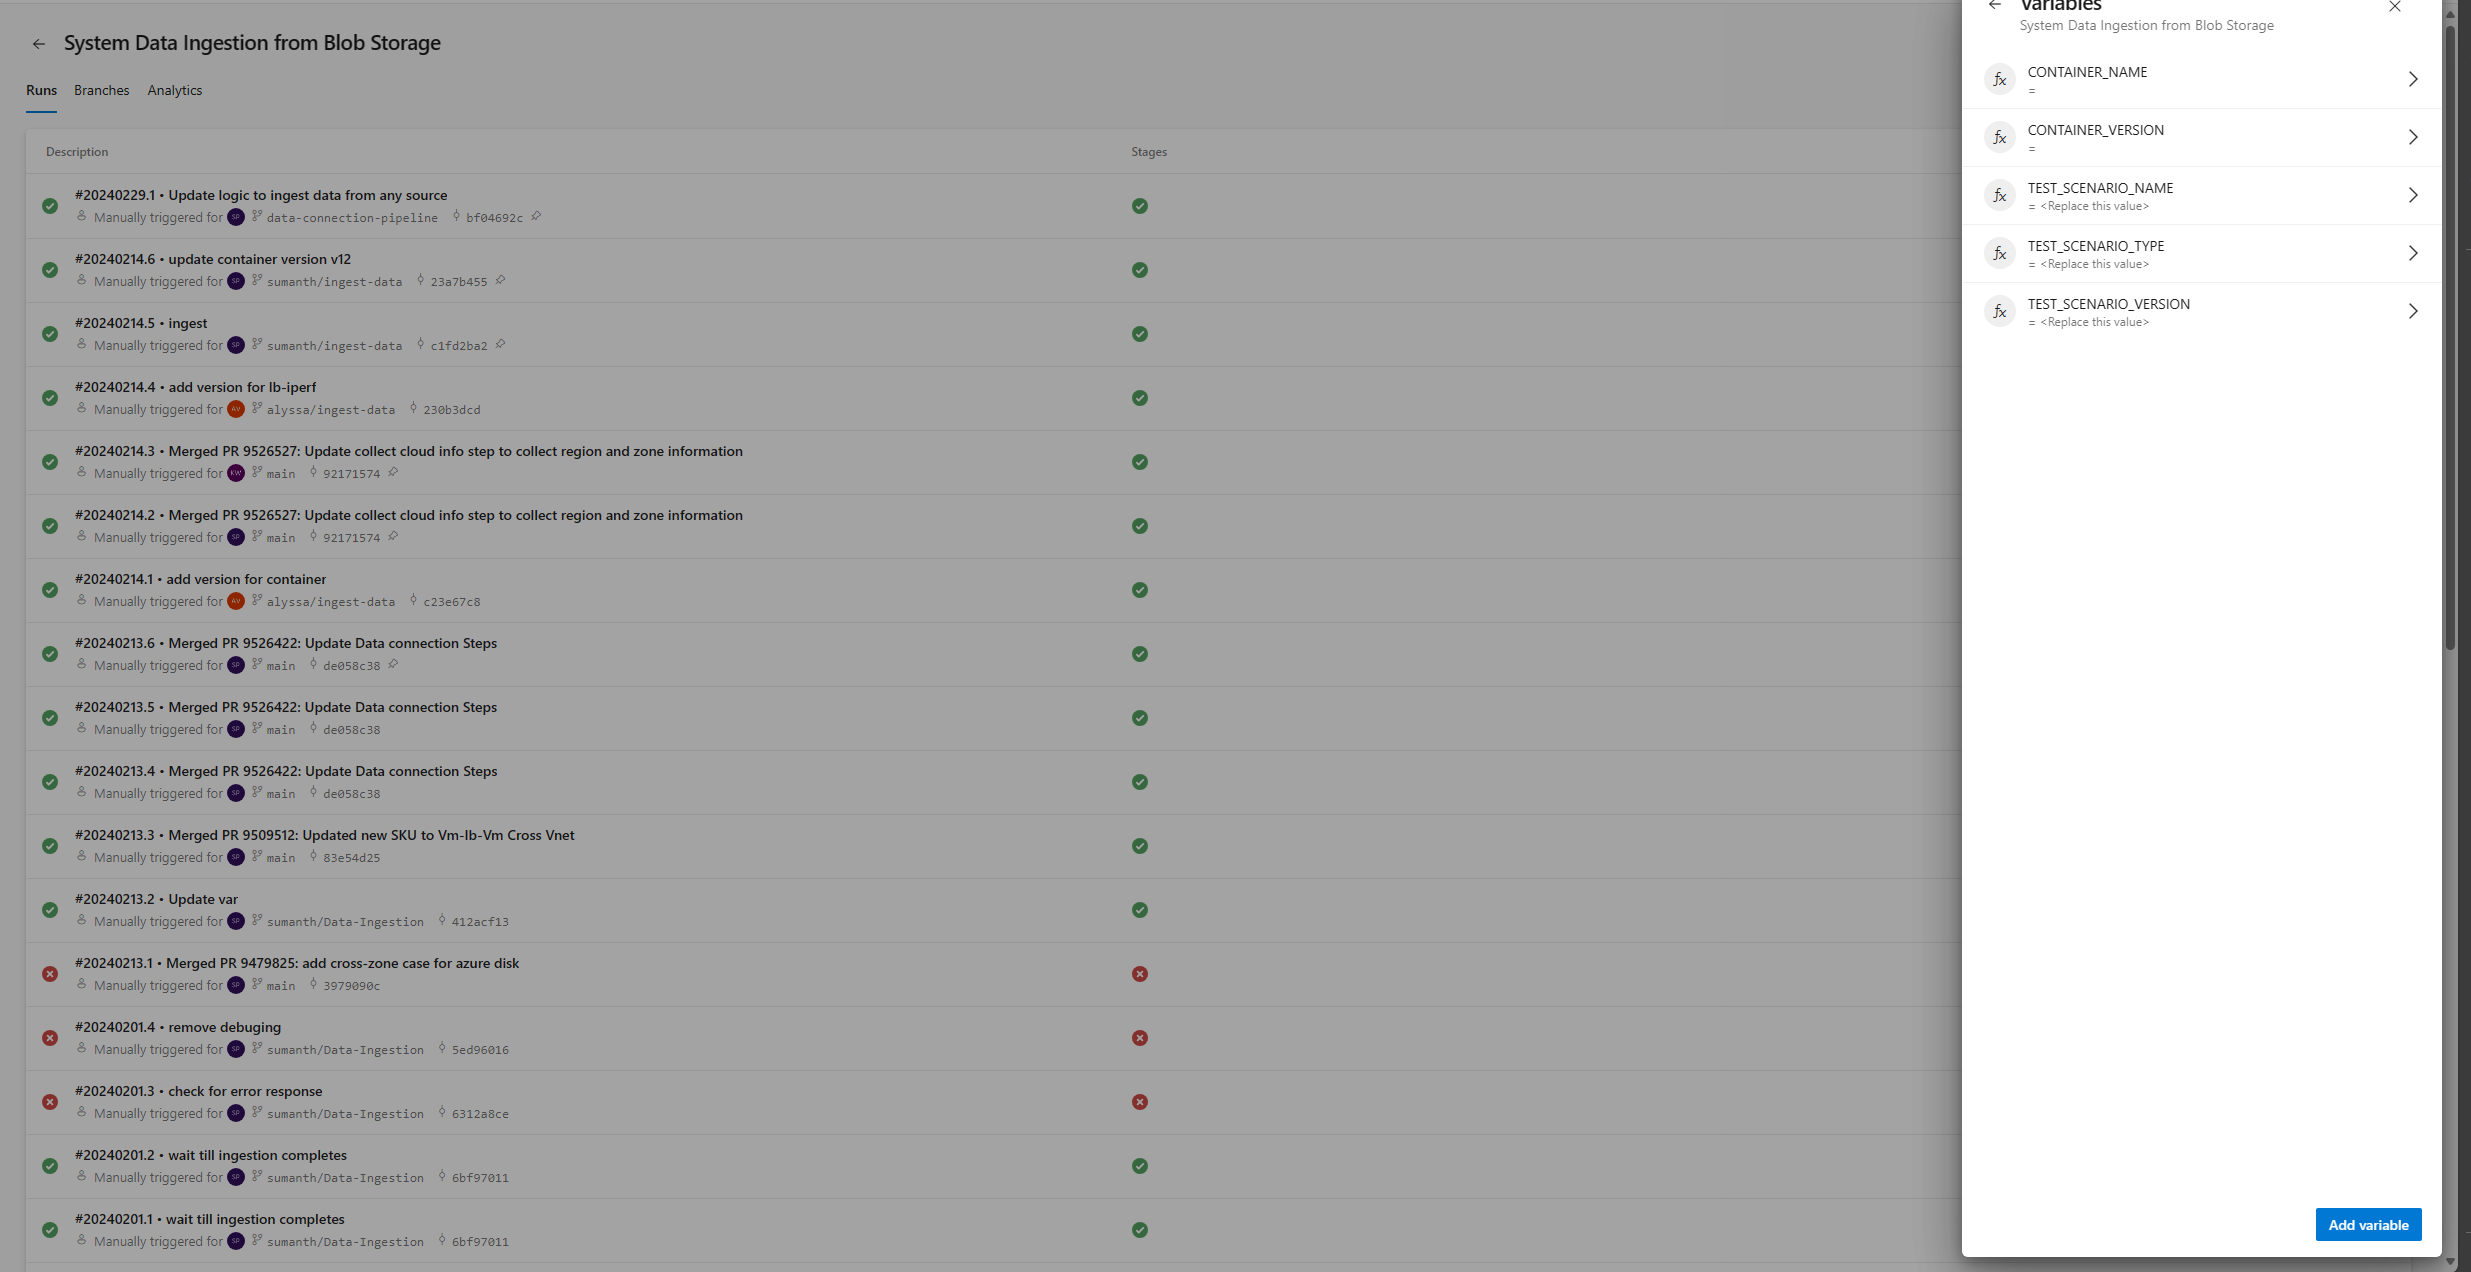 System Data Ingestion from Blob Storage
Runs Branches Analytics
Description Stages
#20240229.1 • Update logic to ingest data from any source
Manually triggered for SP data-connection-pipeline bf04692c
#20240214.6 • update container version v12
Manually triggered for SP sumanth/ingest-data 23a7b455
#20240214.5 • ingest
Manually triggered for SP sumanth/ingest-data c1fd2ba2
#20240214.4 • add version for lb-iperf
Manually triggered for AV alyssa/ingest-data 230b3dcd
#20240214.3 • Merged PR 9526527: Update collect cloud info step to collect region and zone information
Manually triggered for KW main 92171574
#20240214.2 • Merged PR 9526527: Update collect cloud info step to collect region and zone information
Manually triggered for SP main 92171574
#20240214.1 • add version for container
Manually triggered for AV alyssa/ingest-data c23e67c8
#20240213.6 • Merged PR 9526422: Update Data connection Steps
Manually triggered for SP main de058c38
#20240213.5 • Merged PR 9526422: Update Data connection Steps
Manually triggered for SP main de058c38
#20240213.4 • Merged PR 9526422: Update Data connection Steps
Manually triggered for SP main de058c38
#20240213.3 • Merged PR 9509512: Updated new SKU to Vm-lb-Vm Cross Vnet
Manually triggered for SP main 83e54d25
#20240213.2 • Update var
Manually triggered for SP sumanth/Data-Ingestion 412acf13
#20240213.1 • Merged PR 9479825: add cross-zone case for azure disk
Manually triggered for SP main 3979090c
#20240201.4 • remove debuging
Manually triggered for SP sumanth/Data-Ingestion 5ed96016
#20240201.3 • check for error response
Manually triggered for SP sumanth/Data-Ingestion 6312a8ce
#20240201.2 • wait till ingestion completes
Manually triggered for SP sumanth/Data-Ingestion 6bf97011
#20240201.1 • wait till ingestion completes
Manually triggered for SP sumanth/Data-Ingestion 6bf97011
Variables
System Data Ingestion from Blob Storage
fx CONTAINER_NAME
=
fx CONTAINER_VERSION
=
fx TEST_SCENARIO_NAME
= <Replace this value>
fx TEST_SCENARIO_TYPE
= <Replace this value>
fx TEST_SCENARIO_VERSION
= <Replace this value>
Add variable